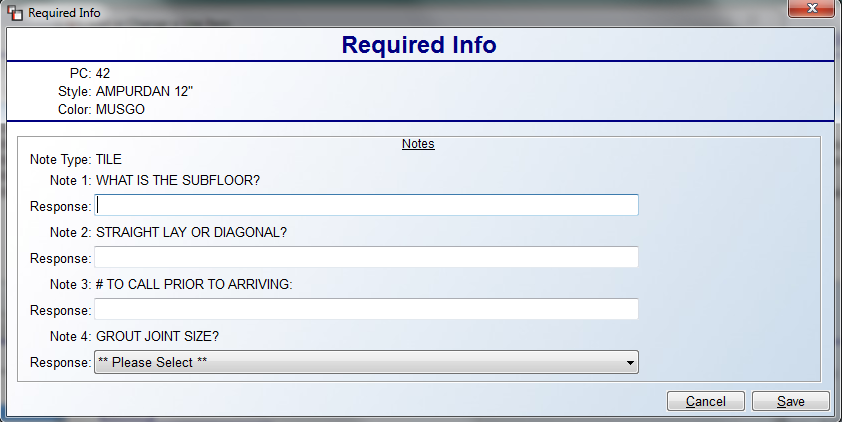 Required Info
Required Info
PC: 42
Style: AMPURDAN 12"
Color: MUSGO
Notes
Note Type: TILE
Note 1: WHAT IS THE SUBFLOOR?
Response:
Note 2: STRAIGHT LAY OR DIAGONAL?
Response:
Note 3: # TO CALL PRIOR TO ARRIVING:
Response:
Note 4: GROUT JOINT SIZE?
Response: ** Please Select **
Cancel Save